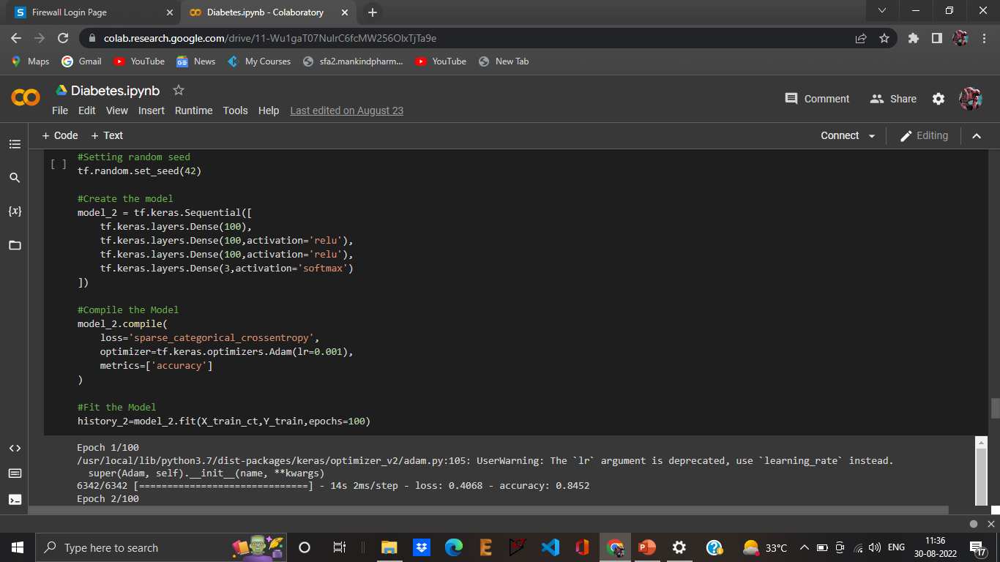 Firewall Login Page
Diabetes.ipynb - Colaboratory
colab.research.google.com/drive/11-Wu1gaT07NulrC6fcMW256OlxTjTa9e
Maps
Gmail
YouTube
News
My Courses
sfa2.mankindpharm...
YouTube
New Tab
Diabetes.ipynb
Comment
Share
File Edit View Insert Runtime Tools Help Last edited on August 23
+ Code + Text
Connect
Editing
{x}
[ ]
#Setting random seed
tf.random.set_seed(42)
#Create the model
model_2 = tf.keras.Sequential([
    tf.keras.layers.Dense(100),
    tf.keras.layers.Dense(100,activation='relu'),
    tf.keras.layers.Dense(100,activation='relu'),
    tf.keras.layers.Dense(3,activation='softmax')
])
#Compile the Model
model_2.compile(
    loss='sparse_categorical_crossentropy',
    optimizer=tf.keras.optimizers.Adam(lr=0.001),
    metrics=['accuracy']
)
#Fit the Model
history_2=model_2.fit(X_train_ct,Y_train,epochs=100)
Epoch 1/100
/usr/local/lib/python3.7/dist-packages/keras/optimizer_v2/adam.py:105: UserWarning: The `lr` argument is deprecated, use `learning_rate` instead.
  super(Adam, self).__init__(name, **kwargs)
6342/6342 [==============================] - 14s 2ms/step - loss: 0.4068 - accuracy: 0.8452
Epoch 2/100
Type here to search
33°C
ENG
11:36
30-08-2022
17